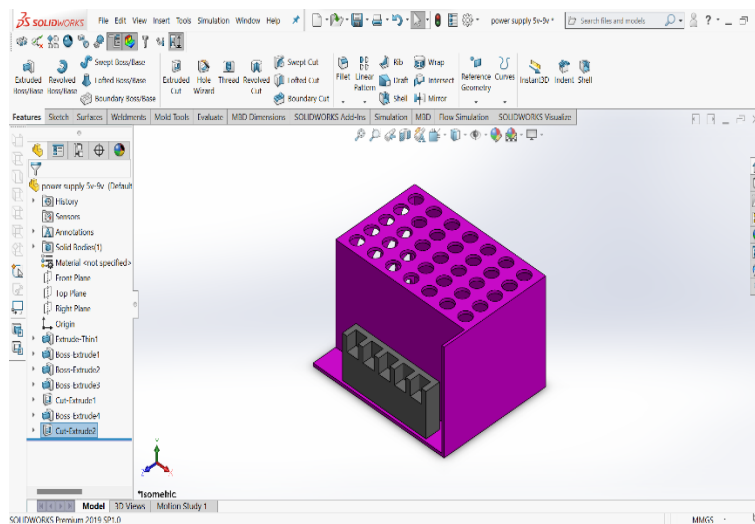 SOLIDWORKS File Edit View Insert Tools Simulation Window Help power supply 5v-9v * Search files and models
Extruded Boss/Base
Revolved Boss/Base
Swept Boss/Base
Lofted Boss/Base
Boundary Boss/Base
Extruded Cut
Hole Wizard
Thread
Revolved Cut
Swept Cut
Lofted Cut
Boundary Cut
Fillet
Linear Pattern
Rib
Draft
Shell
Wrap
Intersect
Mirror
Reference Geometry
Curves
Instant3D
Indent
Shell
Features Sketch Surfaces Weldments Mold Tools Evaluate MBD Dimensions SOLIDWORKS Add-Ins Simulation MBD Flow Simulation SOLIDWORKS Visualize
power supply 5v-9v (Default
History
Sensors
Annotations
Solid Bodies(1)
Material <not specified>
Front Plane
Top Plane
Right Plane
Origin
Extrude-Thin1
Boss-Extrude1
Boss-Extrude2
Boss-Extrude3
Cut-Extrude1
Boss-Extrude4
Cut-Extrude2
*Isometric
Model 3D Views Motion Study 1
SOLIDWORKS Premium 2019 SP1.0 MMGS